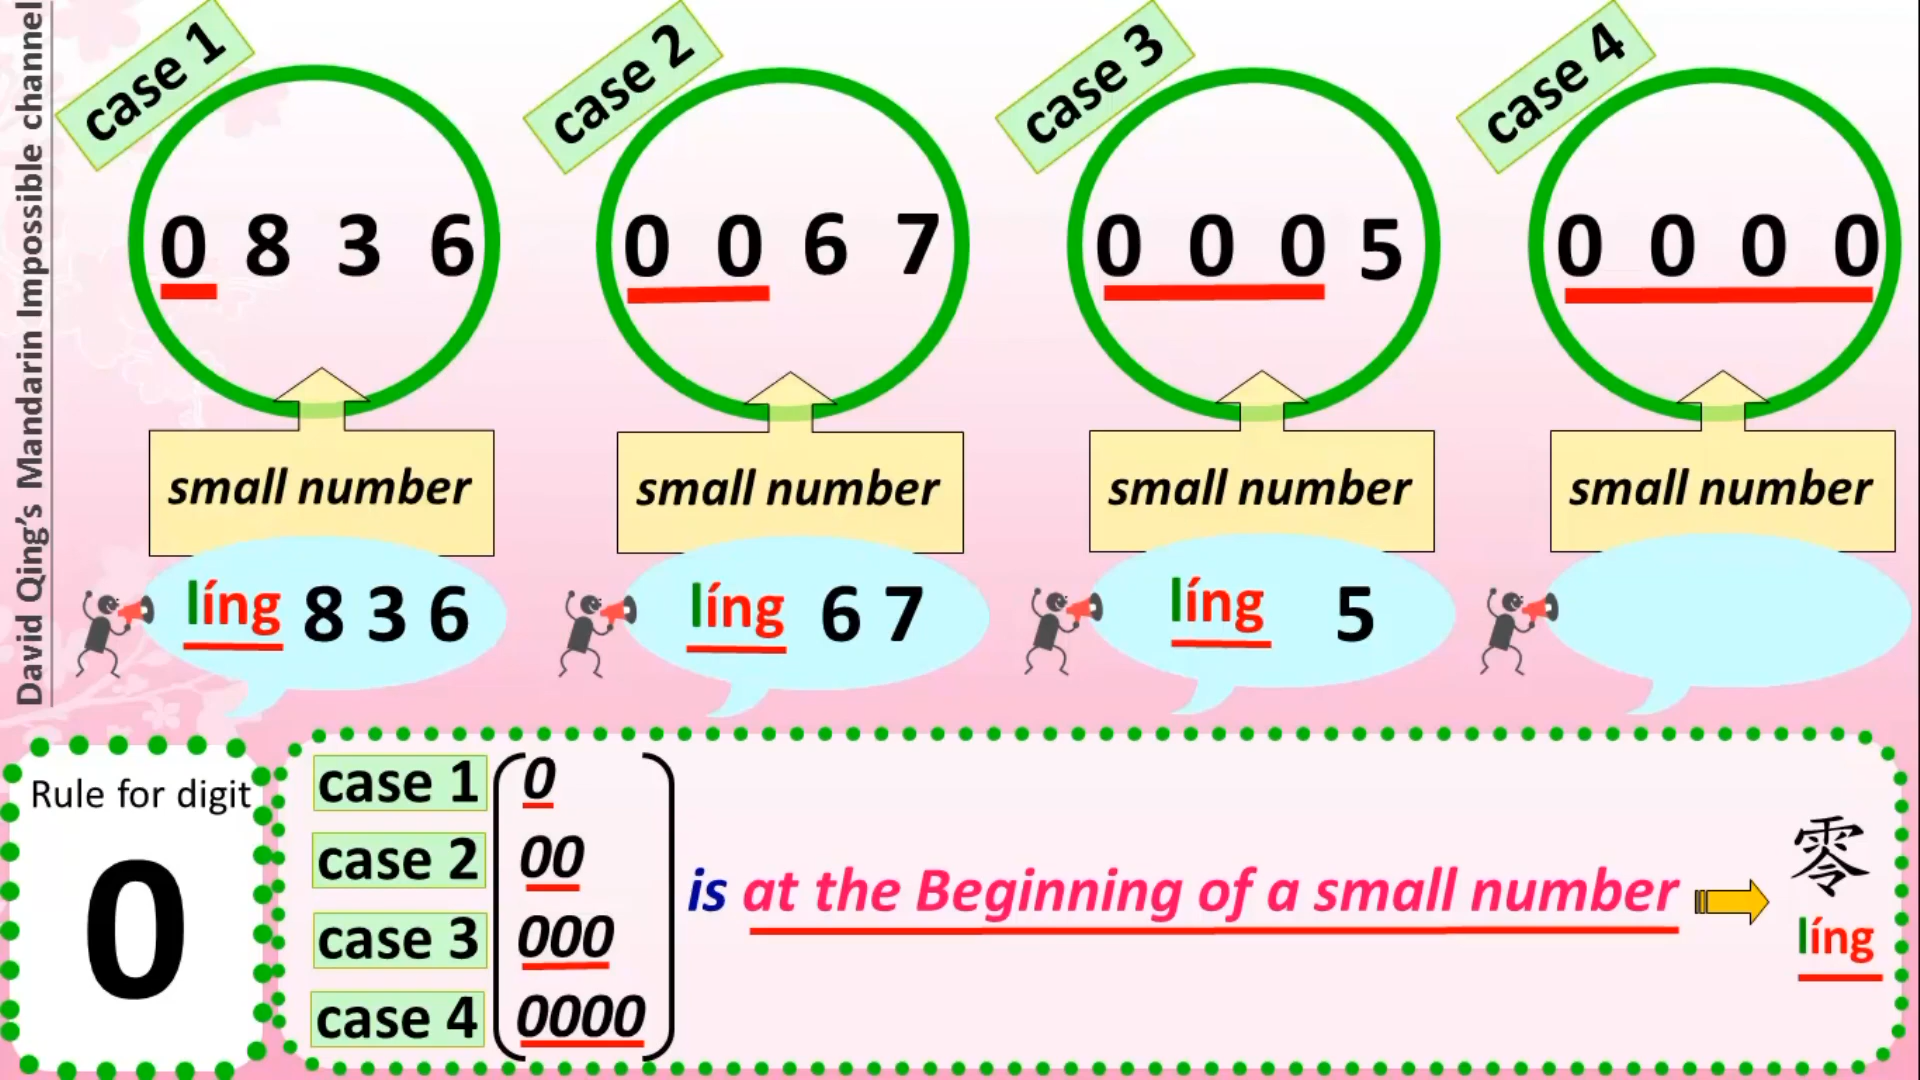 David Qing's Mandarin Impossible channel
case 1
case 2
case 3
case 4
0 8 3 6
0 0 6 7
0 0 0 5
0 0 0 0
small number
small number
small number
small number
líng 8 3 6
líng 6 7
líng 5
Rule for digit
0
case 1 0
case 2 00
case 3 000
case 4 0000
is at the Beginning of a small number
零
líng